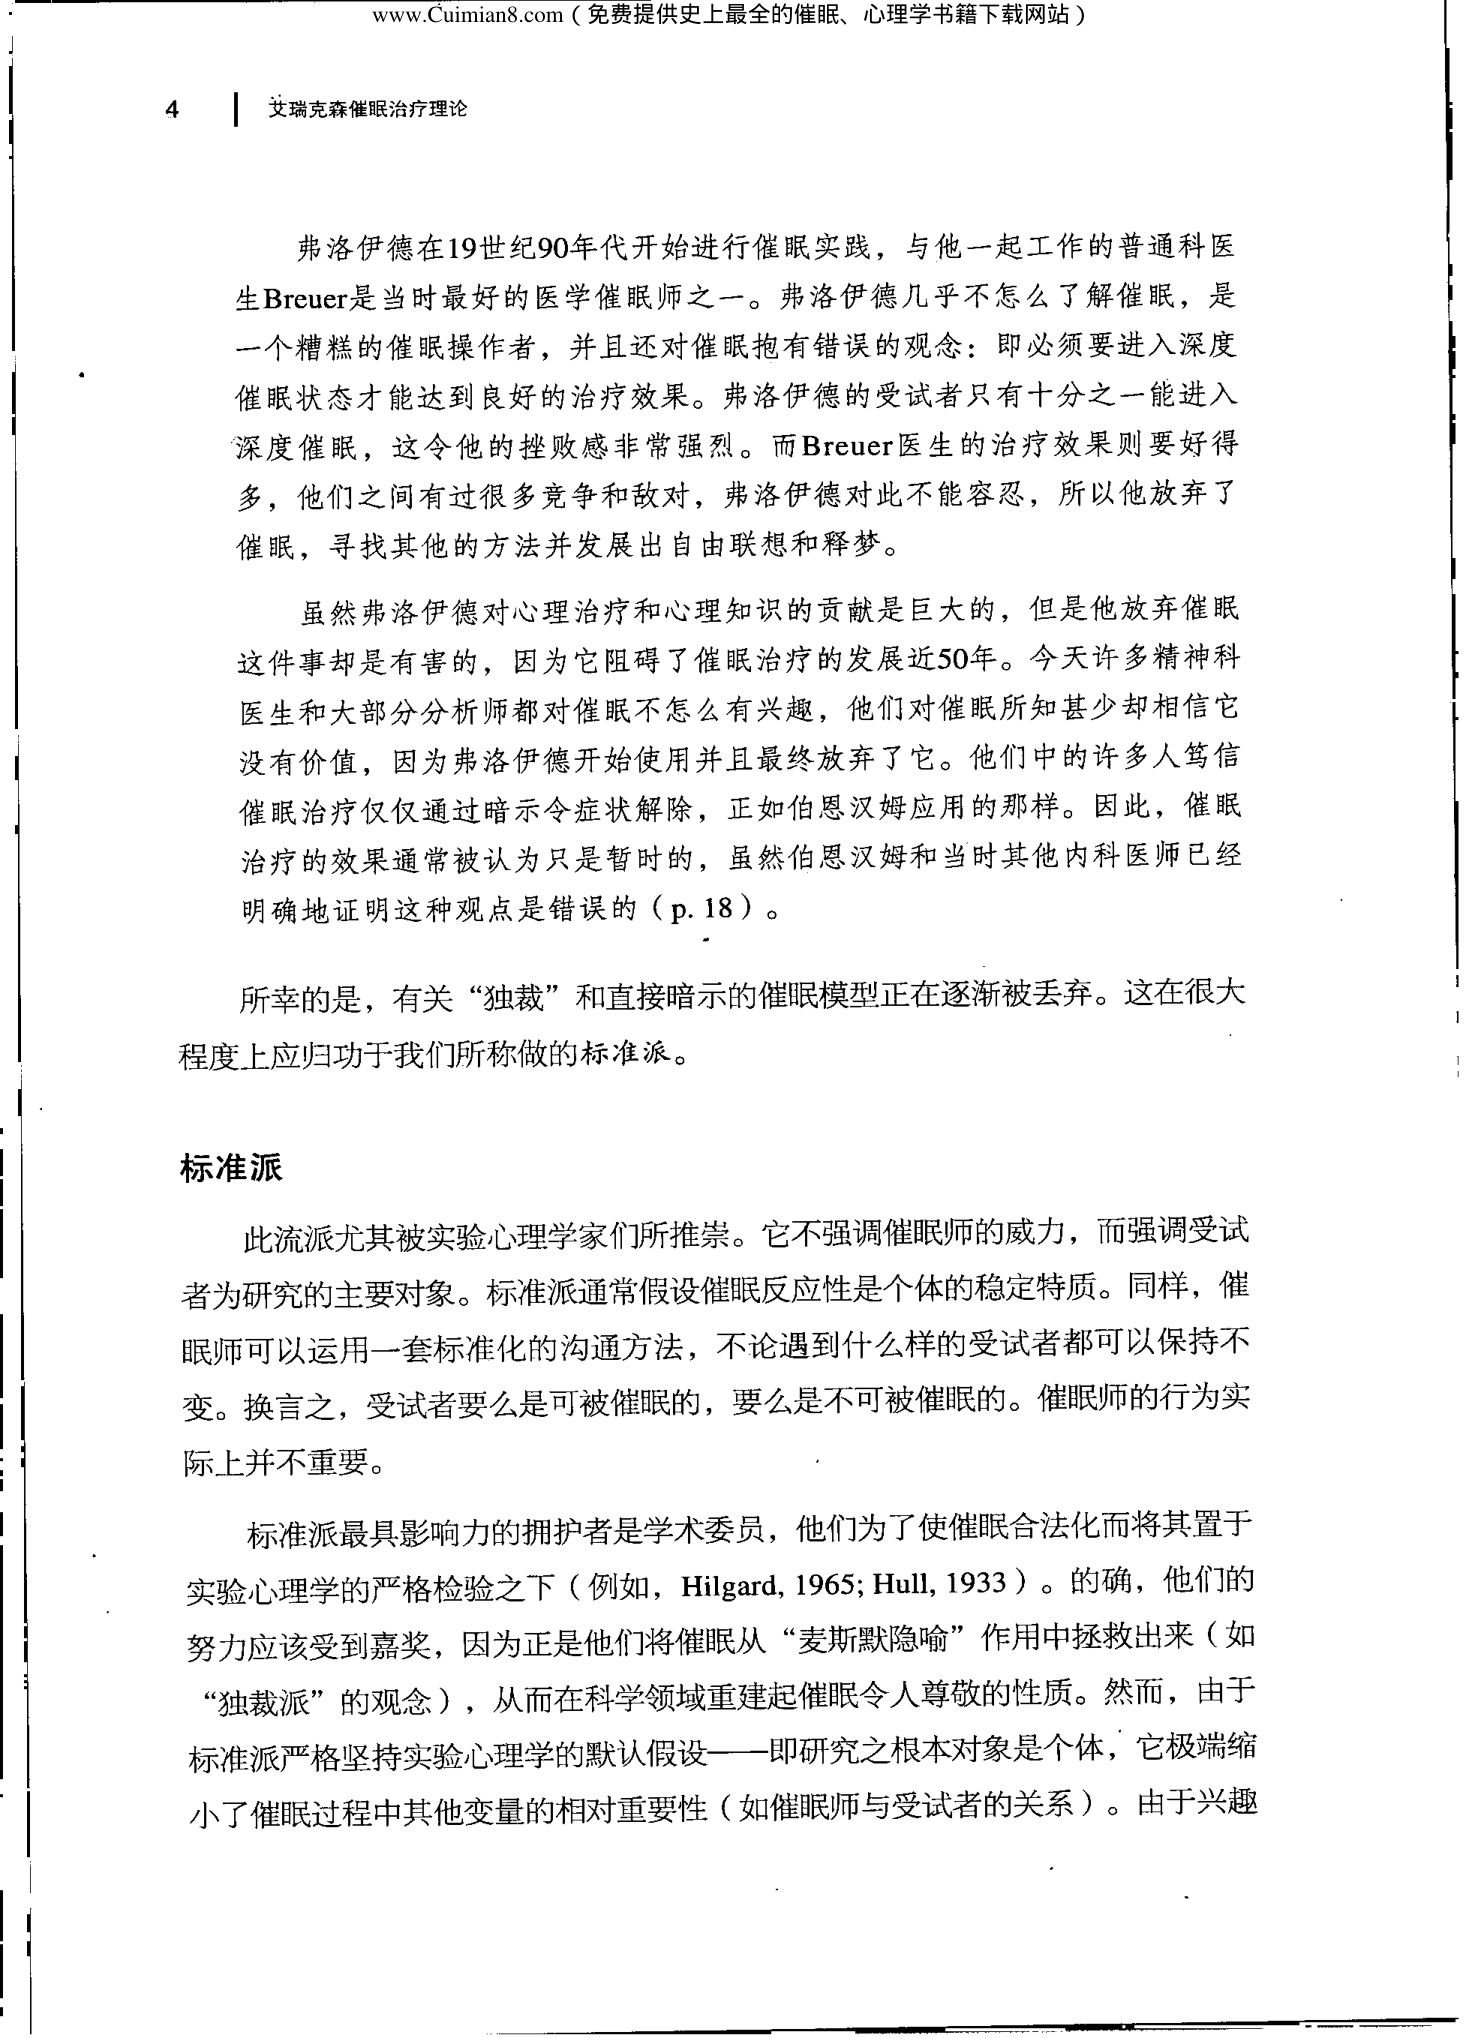 www.Cuimian8.com（免费提供史上最全的催眠、心理学书籍下载网站）
4 艾瑞克森催眠治疗理论
弗洛伊德在19世纪90年代开始进行催眠实践，与他一起工作的普通科医
生Breuer是当时最好的医学催眠师之一。弗洛伊德几乎不怎么了解催眠，是
一个糟糕的催眠操作者，并且还对催眠抱有错误的观念：即必须要进入深度
催眠状态才能达到良好的治疗效果。弗洛伊德的受试者只有十分之一能进入
深度催眠，这令他的挫败感非常强烈。而Breuer医生的治疗效果则要好得
多，他们之间有过很多竞争和敌对，弗洛伊德对此不能容忍，所以他放弃了
催眠，寻找其他的方法并发展出自由联想和释梦。
虽然弗洛伊德对心理治疗和心理知识的贡献是巨大的，但是他放弃催眠
这件事却是有害的，因为它阻碍了催眠治疗的发展近50年。今天许多精神科
医生和大部分分析师都对催眠不怎么有兴趣，他们对催眠所知甚少却相信它
没有价值，因为弗洛伊德开始使用并且最终放弃了它。他们中的许多人笃信
催眠治疗仅仅通过暗示令症状解除，正如伯恩汉姆应用的那样。因此，催眠
治疗的效果通常被认为只是暂时的，虽然伯恩汉姆和当时其他内科医师已经
明确地证明这种观点是错误的（p. 18）。
所幸的是，有关“独裁”和直接暗示的催眠模型正在逐渐被丢弃。这在很大
程度上应归功于我们所称做的标准派。
标准派
此流派尤其被实验心理学家们所推崇。它不强调催眠师的威力，而强调受试
者为研究的主要对象。标准派通常假设催眠反应性是个体的稳定特质。同样，催
眠师可以运用一套标准化的沟通方法，不论遇到什么样的受试者都可以保持不
变。换言之，受试者要么是可被催眠的，要么是不可被催眠的。催眠师的行为实
际上并不重要。
标准派最具影响力的拥护者是学术委员，他们为了使催眠合法化而将其置于
实验心理学的严格检验之下（例如，Hilgard, 1965; Hull, 1933）。的确，他们的
努力应该受到嘉奖，因为正是他们将催眠从“麦斯默隐喻”作用中拯救出来（如
“独裁派”的观念），从而在科学领域重建起催眠令人尊敬的性质。然而，由于
标准派严格坚持实验心理学的默认假设——即研究之根本对象是个体，它极端缩
小了催眠过程中其他变量的相对重要性（如催眠师与受试者的关系）。由于兴趣